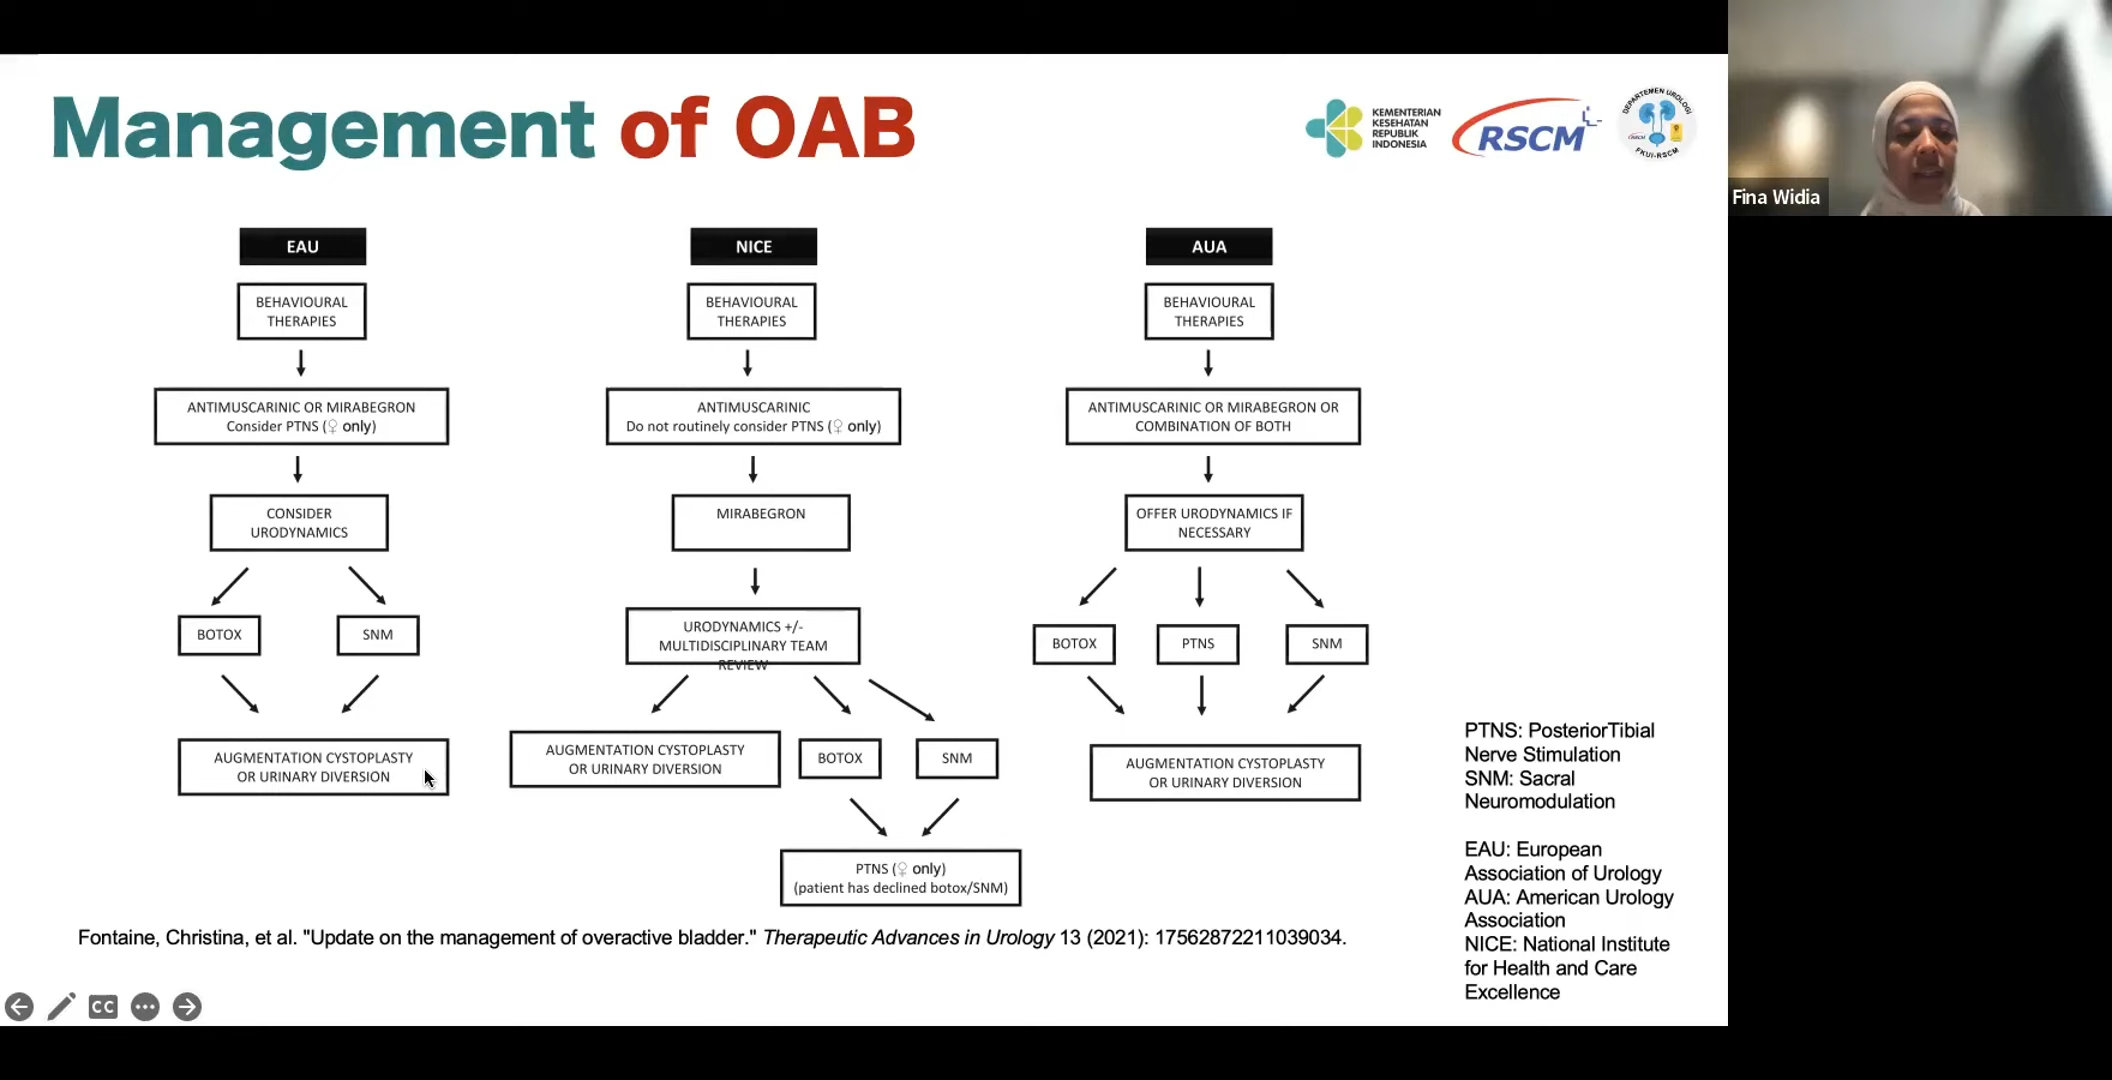 Management of OAB
KEMENTERIAN
KESEHATAN
REPUBLIK
INDONESIA
RSCM
DEPARTEMEN UROLOGI
RSCM
FKUI-RSCM
Fina Widia
EAU
BEHAVIOURAL
THERAPIES
ANTIMUSCARINIC OR MIRABEGRON
Consider PTNS (♀ only)
CONSIDER
URODYNAMICS
BOTOX
SNM
AUGMENTATION CYSTOPLASTY
OR URINARY DIVERSION
NICE
BEHAVIOURAL
THERAPIES
ANTIMUSCARINIC
Do not routinely consider PTNS (♀ only)
MIRABEGRON
URODYNAMICS +/-
MULTIDISCIPLINARY TEAM
REVIEW
AUGMENTATION CYSTOPLASTY
OR URINARY DIVERSION
BOTOX
SNM
PTNS (♀ only)
(patient has declined botox/SNM)
AUA
BEHAVIOURAL
THERAPIES
ANTIMUSCARINIC OR MIRABEGRON OR
COMBINATION OF BOTH
OFFER URODYNAMICS IF
NECESSARY
BOTOX
PTNS
SNM
AUGMENTATION CYSTOPLASTY
OR URINARY DIVERSION
PTNS: PosteriorTibial
Nerve Stimulation
SNM: Sacral
Neuromodulation
EAU: European
Association of Urology
AUA: American Urology
Association
NICE: National Institute
for Health and Care
Excellence
Fontaine, Christina, et al. "Update on the management of overactive bladder." Therapeutic Advances in Urology 13 (2021): 17562872211039034.
CC